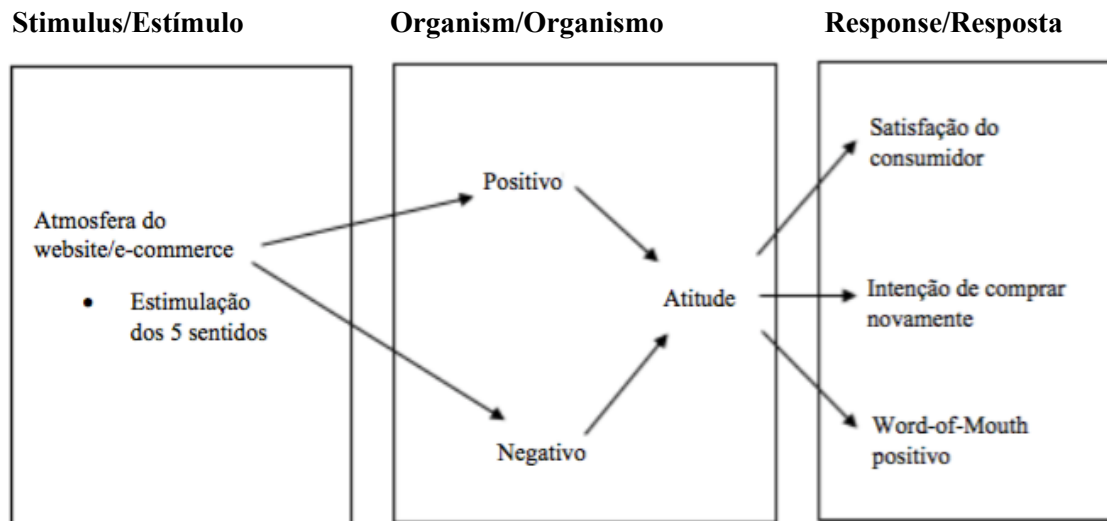 Stimulus/Estímulo
Organism/Organismo
Response/Resposta
Atmosfera do
website/e-commerce
• Estimulação
dos 5 sentidos
Positivo
Negativo
Atitude
Satisfação do
consumidor
Intenção de comprar
novamente
Word-of-Mouth
positivo